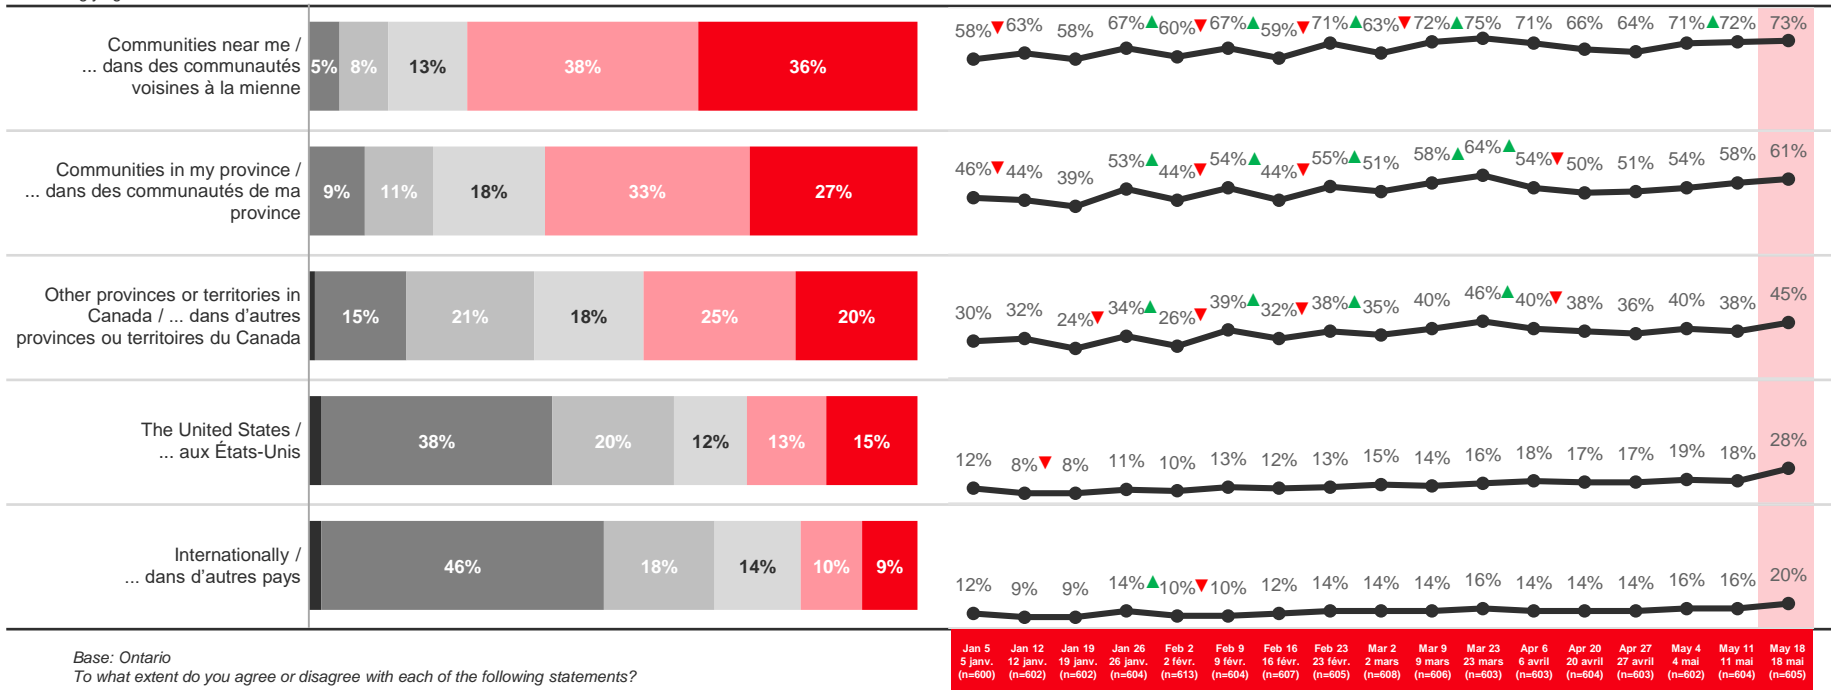 Communities near me /
... dans des communautés
voisines à la mienne
5% 8% 13% 38% 36%
58% 63% 58% 67% 60% 67% 59% 71% 63% 72% 75% 71% 66% 64% 71% 72% 73%
Communities in my province /
... dans des communautés de ma
province
9% 11% 18% 33% 27%
46% 44% 39% 53% 44% 54% 44% 55% 51% 58% 64% 54% 50% 51% 54% 58% 61%
Other provinces or territories in
Canada / ... dans d'autres
provinces ou territoires du Canada
15% 21% 18% 25% 20%
30% 32% 24% 34% 26% 39% 32% 38% 35% 40% 46% 40% 38% 36% 40% 38% 45%
The United States /
... aux États-Unis
38% 20% 12% 13% 15%
12% 8% 8% 11% 10% 13% 12% 13% 15% 14% 16% 18% 17% 17% 19% 18% 28%
Internationally /
... dans d'autres pays
46% 18% 14% 10% 9%
12% 9% 9% 14% 10% 10% 12% 14% 14% 14% 16% 14% 14% 14% 16% 16% 20%
Jan 5 Jan 12 Jan 19 Jan 26 Feb 2 Feb 9 Feb 16 Feb 23 Mar 2 Mar 9 Mar 23 Apr 6 Apr 20 Apr 27 May 4 May 11 May 18
5 janv. 12 janv. 19 janv. 26 janv. 2 févr. 9 févr. 16 févr. 23 févr. 2 mars 9 mars 23 mars 6 avril 20 avril 27 avril 4 mai 11 mai 18 mai
(n=600) (n=602) (n=602) (n=604) (n=613) (n=604) (n=607) (n=605) (n=608) (n=606) (n=603) (n=603) (n=604) (n=603) (n=602) (n=604) (n=605)
Base: Ontario
To what extent do you agree or disagree with each of the following statements?